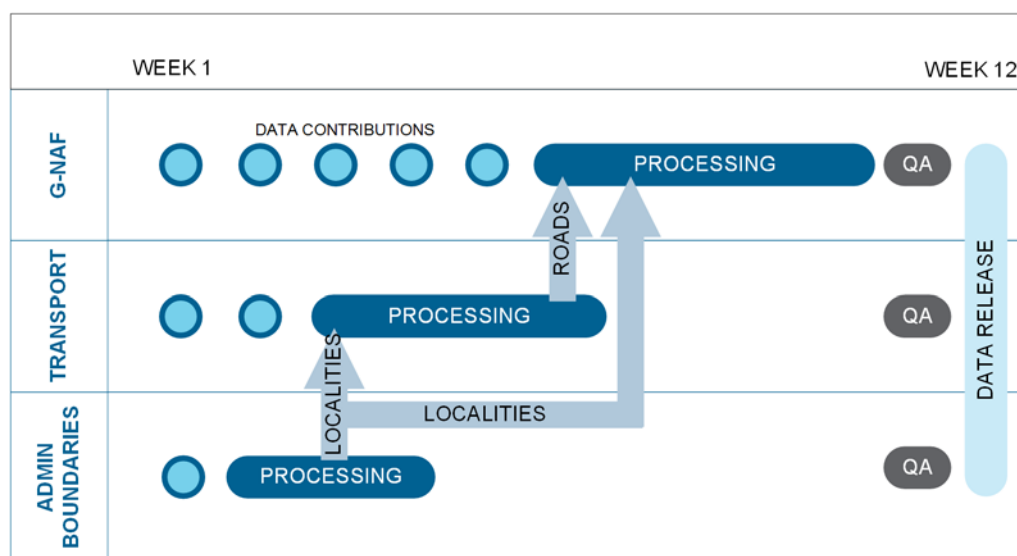 WEEK 1
WEEK 12
G-NAF
DATA CONTRIBUTIONS
PROCESSING
QA
ROADS
TRANSPORT
PROCESSING
QA
DATA RELEASE
LOCALITIES
LOCALITIES
ADMIN
BOUNDARIES
PROCESSING
QA